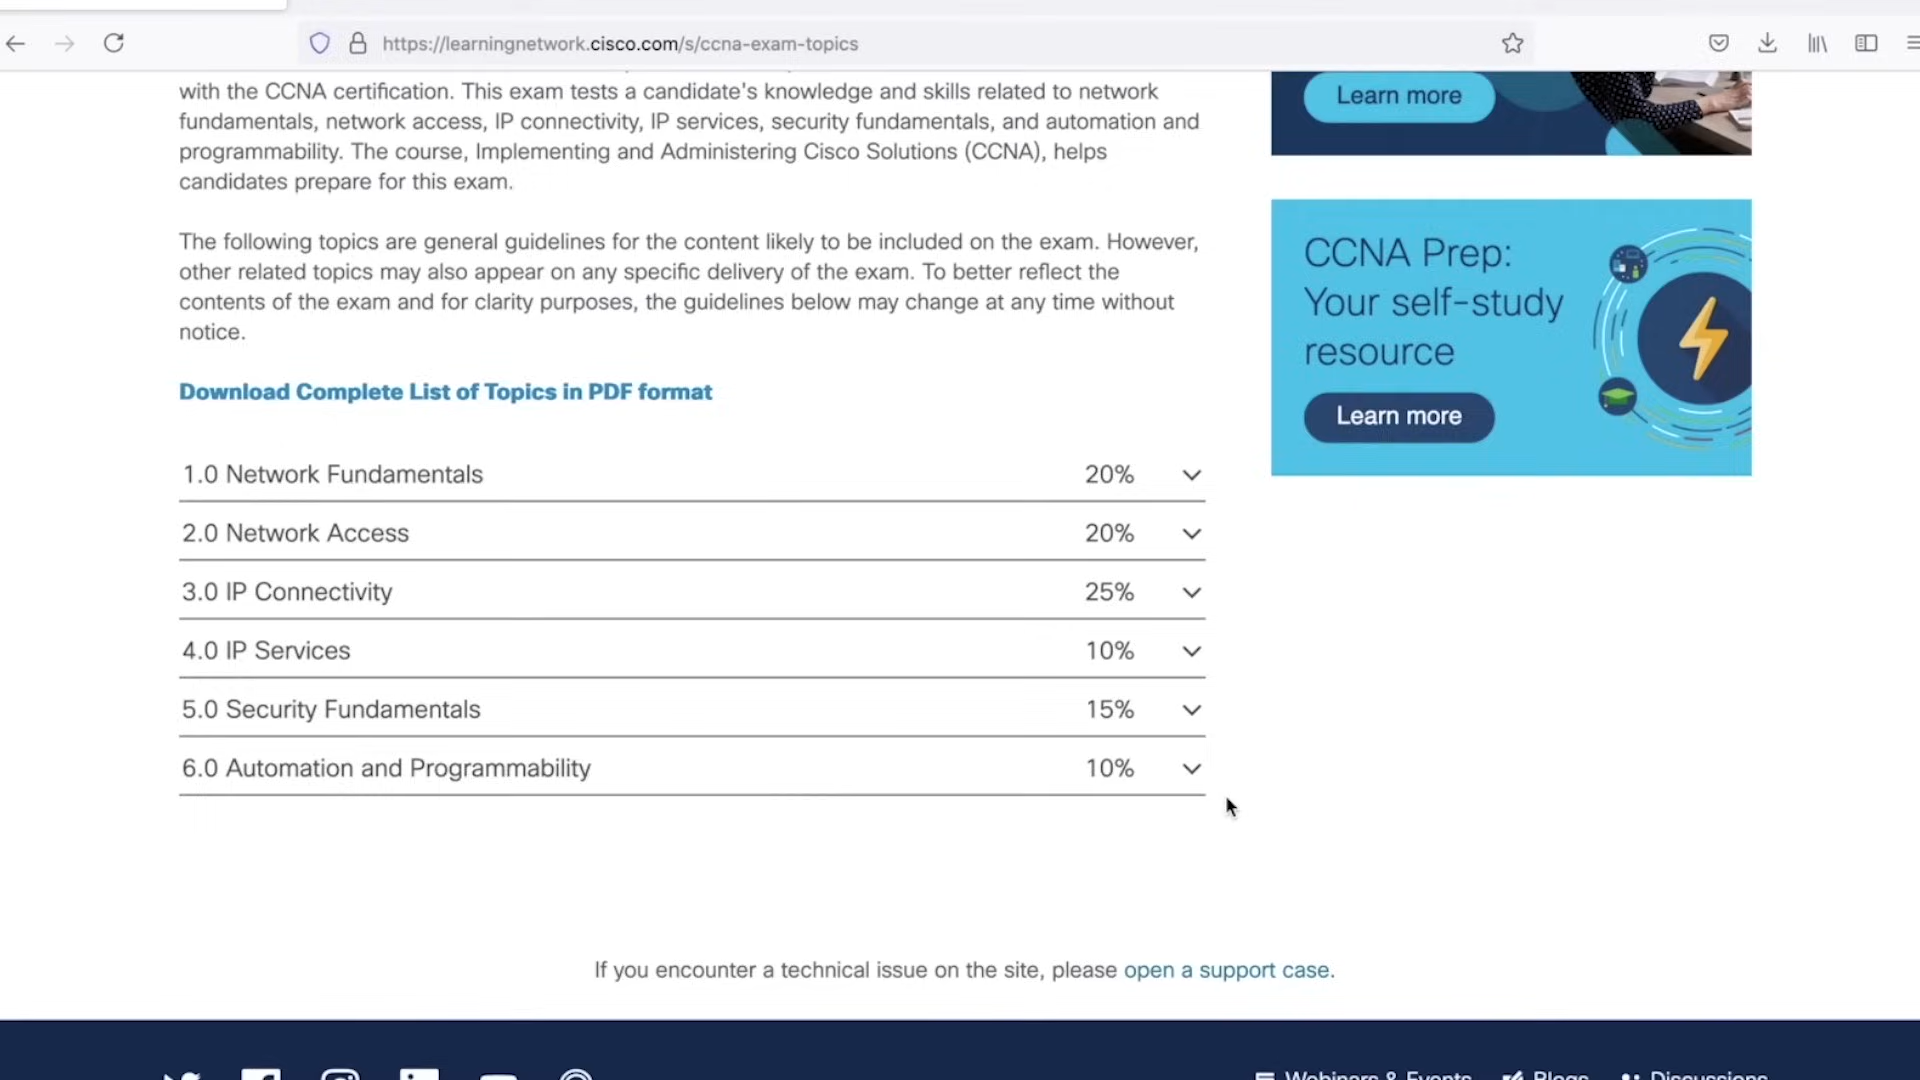 https://learningnetwork.cisco.com/s/ccna-exam-topics
with the CCNA certification. This exam tests a candidate's knowledge and skills related to network
fundamentals, network access, IP connectivity, IP services, security fundamentals, and automation and
programmability. The course, Implementing and Administering Cisco Solutions (CCNA), helps
candidates prepare for this exam.
The following topics are general guidelines for the content likely to be included on the exam. However,
other related topics may also appear on any specific delivery of the exam. To better reflect the
contents of the exam and for clarity purposes, the guidelines below may change at any time without
notice.
Download Complete List of Topics in PDF format
1.0 Network Fundamentals 20%
2.0 Network Access 20%
3.0 IP Connectivity 25%
4.0 IP Services 10%
5.0 Security Fundamentals 15%
6.0 Automation and Programmability 10%
Learn more
CCNA Prep:
Your self-study
resource
Learn more
If you encounter a technical issue on the site, please open a support case.
Webinars & Events Blogs Discussions